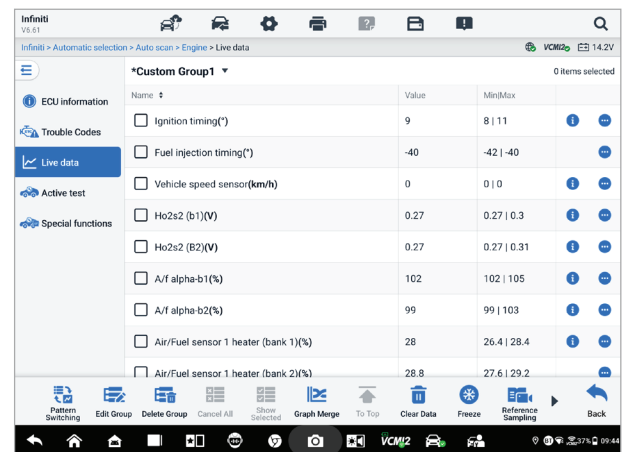 Infiniti
V6.61
Infiniti > Automatic selection > Auto scan > Engine > Live data
VCMI2 14.2V
*Custom Group1 ▼
0 items selected
ECU information
Trouble Codes
Live data
Active test
Special functions
Name Value Min|Max
Ignition timing(°) 9 8 | 11
Fuel injection timing(°) -40 -42 | -40
Vehicle speed sensor(km/h) 0 0 | 0
Ho2s2 (b1)(V) 0.27 0.27 | 0.3
Ho2s2 (B2)(V) 0.27 0.27 | 0.31
A/f alpha-b1(%) 102 102 | 105
A/f alpha-b2(%) 99 99 | 103
Air/Fuel sensor 1 heater (bank 1)(%) 28 26.4 | 28.4
Air/Fuel sensor 1 heater (bank 2)(%) 28.8 27.6 | 29.2
Pattern
Switching
Edit Group
Delete Group
Cancel All
Show
Selected
Graph Merge
To Top
Clear Data
Freeze
Reference
Sampling
Back
VCMI2
37% 09:44